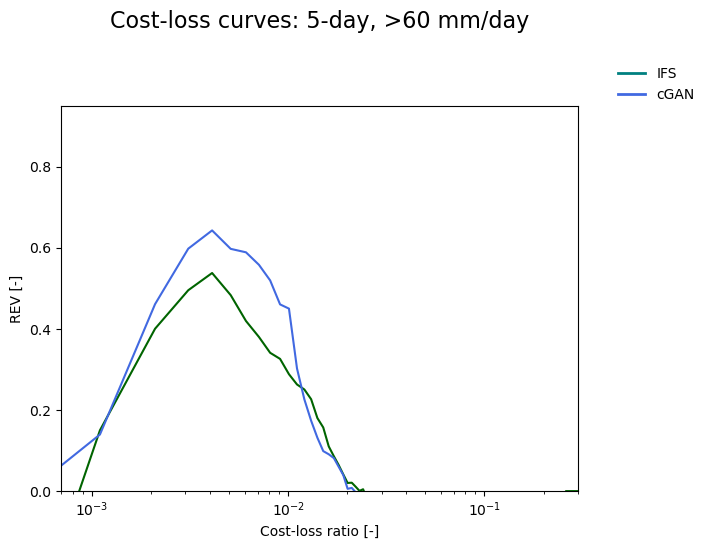 Cost-loss curves: 5-day, >60 mm/day
IFS
cGAN
0.8
0.6
0.4
0.2
0.0
REV [-]
10⁻³
10⁻²
10⁻¹
Cost-loss ratio [-]